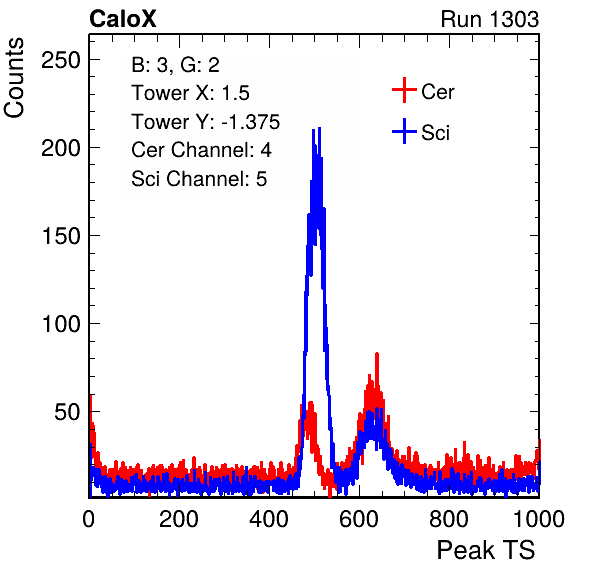 CaloX Run 1303
Counts
250
200
150
100
50
B: 3, G: 2
Tower X: 1.5
Tower Y: -1.375
Cer Channel: 4
Sci Channel: 5
Cer
Sci
0 200 400 600 800 1000
Peak TS